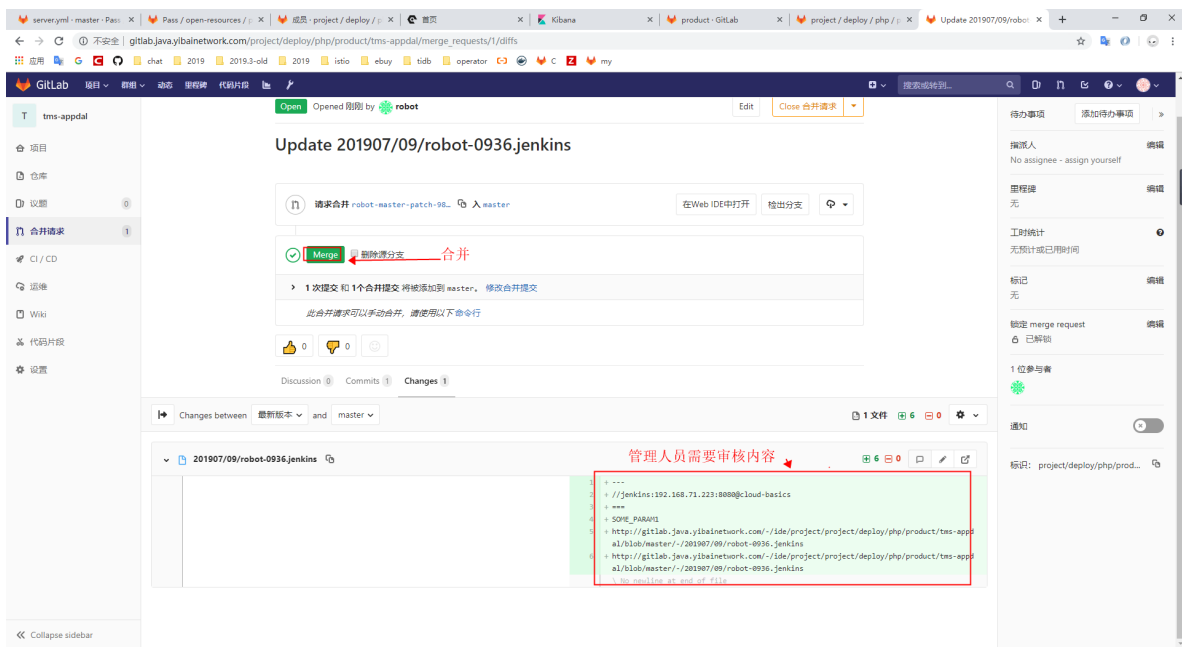 server.yml · master · Pass
Pass / open-resources / p
成员 · project / deploy / p
首页
Kibana
product · GitLab
project / deploy / php / p
Update 201907/09/robot
不安全 | gitlab.java.yibainetwork.com/project/deploy/php/product/tms-appdal/merge_requests/1/diffs
应用 chat 2019 2019.3-old 2019 istio ebuy tidb operator C Z my
GitLab 项目 群组 动态 里程碑 代码片段 搜索或转到...
T tms-appdal
Open Opened 刚刚 by robot Edit Close 合并请求
待办事项 添加待办事项 »
Update 201907/09/robot-0936.jenkins
项目
仓库
议题 0
合并请求 1
CI / CD
运维
Wiki
代码片段
设置
« Collapse sidebar
请求合并 robot-master-patch-98… 入 master 在Web IDE中打开 检出分支
Merge 删除源分支 合并
1 次提交 和 1个合并提交 将被添加到 master。 修改合并提交
此合并请求可以手动合并, 请使用以下 命令行
0 0
Discussion 0 Commits 1 Changes 1
Changes between 最新版本 and master 1 文件 6 0
201907/09/robot-0936.jenkins 管理人员需要审核内容 6 0
1 + ---
2 + //jenkins:192.168.71.223:8080@cloud-basics
3 + ===
4 + SOME_PARAM1
5 + http://gitlab.java.yibainetwork.com/-/ide/project/project/deploy/php/product/tms-appd
al/blob/master/-/201907/09/robot-0936.jenkins
6 + http://gitlab.java.yibainetwork.com/-/ide/project/project/deploy/php/product/tms-appd
al/blob/master/-/201907/09/robot-0936.jenkins
\ No newline at end of file
指派人 编辑
No assignee - assign yourself
里程碑 编辑
无
工时统计
无预计或已用时间
标记 编辑
无
锁定 merge request 编辑
已解锁
1 位参与者
通知
标识: project/deploy/php/prod...